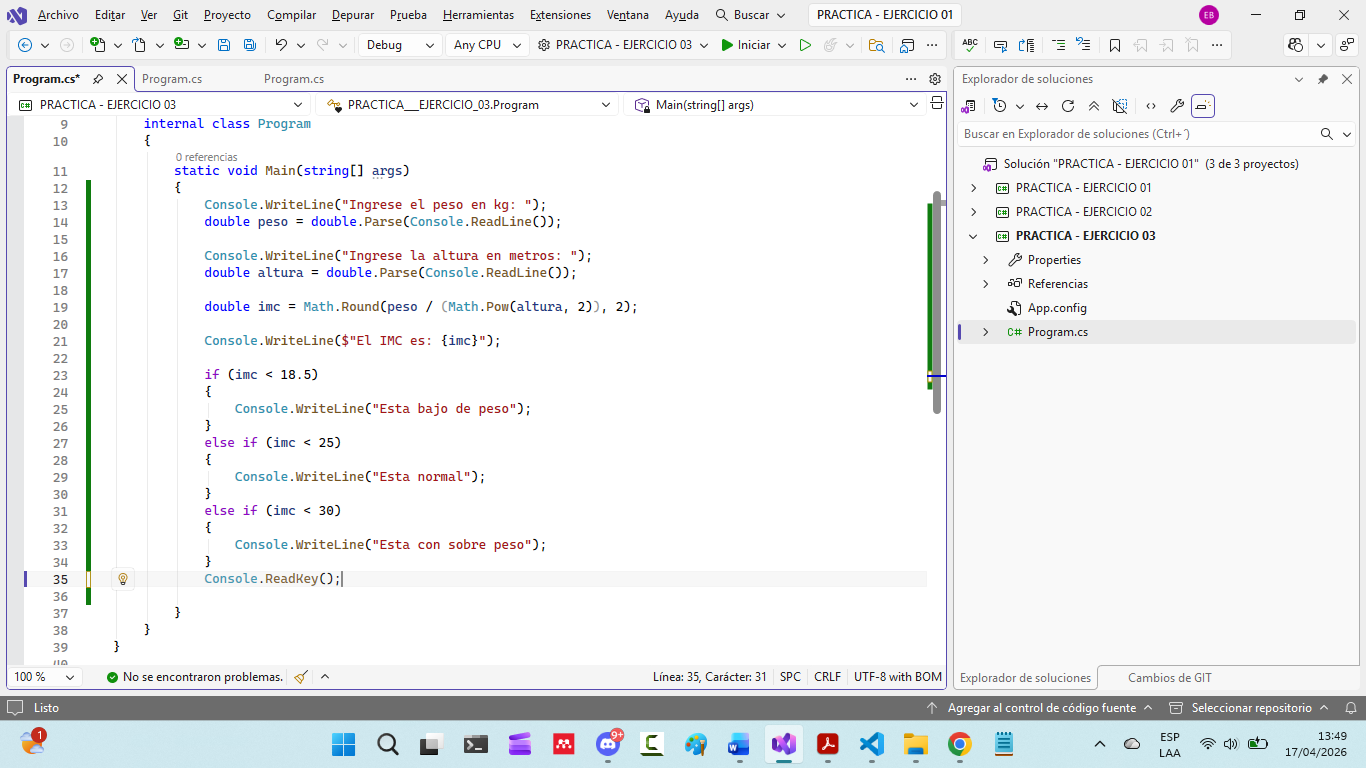 Archivo Editar Ver Git Proyecto Compilar Depurar Prueba Herramientas Extensiones Ventana Ayuda Buscar PRACTICA - EJERCICIO 01 EB
Debug Any CPU PRACTICA - EJERCICIO 03 Iniciar
Program.cs* Program.cs Program.cs
PRACTICA - EJERCICIO 03 PRACTICA___EJERCICIO_03.Program Main(string[] args)
9 internal class Program
10 {
0 referencias
11 static void Main(string[] args)
12 {
13 Console.WriteLine("Ingrese el peso en kg: ");
14 double peso = double.Parse(Console.ReadLine());
15
16 Console.WriteLine("Ingrese la altura en metros: ");
17 double altura = double.Parse(Console.ReadLine());
18
19 double imc = Math.Round(peso / (Math.Pow(altura, 2)), 2);
20
21 Console.WriteLine($"El IMC es: {imc}");
22
23 if (imc < 18.5)
24 {
25 Console.WriteLine("Esta bajo de peso");
26 }
27 else if (imc < 25)
28 {
29 Console.WriteLine("Esta normal");
30 }
31 else if (imc < 30)
32 {
33 Console.WriteLine("Esta con sobre peso");
34 }
35 Console.ReadKey();
36
37 }
38 }
39 }
40
100 % No se encontraron problemas. Línea: 35, Carácter: 31 SPC CRLF UTF-8 with BOM
Explorador de soluciones
Buscar en Explorador de soluciones (Ctrl+´)
Solución "PRACTICA - EJERCICIO 01" (3 de 3 proyectos)
PRACTICA - EJERCICIO 01
PRACTICA - EJERCICIO 02
PRACTICA - EJERCICIO 03
Properties
Referencias
App.config
C# Program.cs
Explorador de soluciones Cambios de GIT
Listo Agregar al control de código fuente Seleccionar repositorio
1 9+ ESP LAA 13:49 17/04/2026